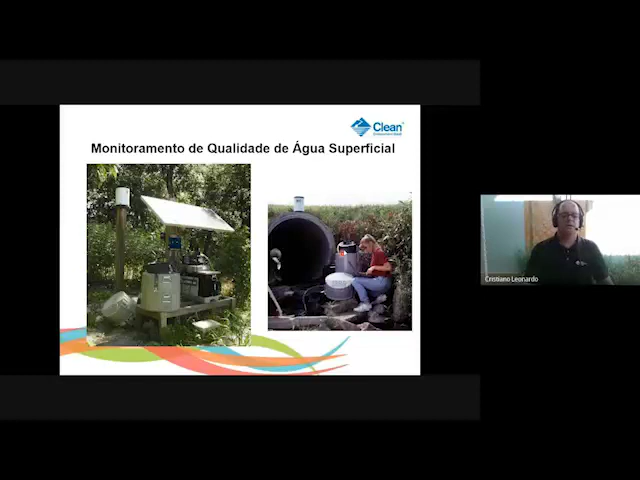 Clean
Monitoramento de Qualidade de Água Superficial
Cristiano Leonardo